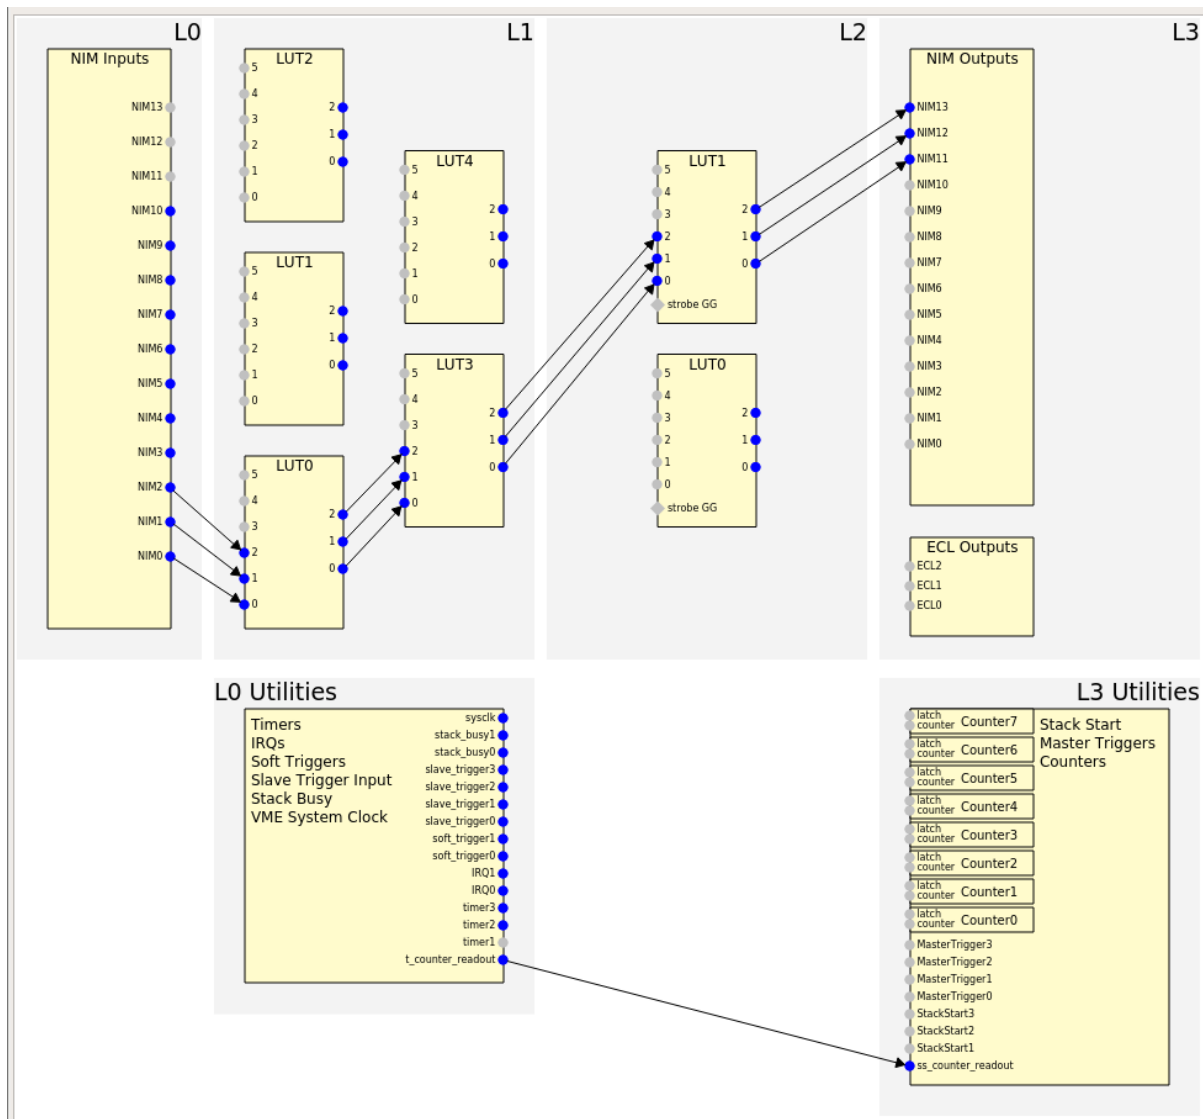 L0
NIM Inputs
NIM13
NIM12
NIM11
NIM10
NIM9
NIM8
NIM7
NIM6
NIM5
NIM4
NIM3
NIM2
NIM1
NIM0
L1
LUT2
5
4
3
2
1
0
2
1
0
LUT1
5
4
3
2
1
0
2
1
0
LUT0
5
4
3
2
1
0
2
1
0
LUT4
5
4
3
2
1
0
2
1
0
LUT3
5
4
3
2
1
0
2
1
0
L2
LUT1
5
4
3
2
1
0
strobe GG
2
1
0
LUT0
5
4
3
2
1
0
strobe GG
2
1
0
L3
NIM Outputs
NIM13
NIM12
NIM11
NIM10
NIM9
NIM8
NIM7
NIM6
NIM5
NIM4
NIM3
NIM2
NIM1
NIM0
ECL Outputs
ECL2
ECL1
ECL0
L0 Utilities
Timers
IRQs
Soft Triggers
Slave Trigger Input
Stack Busy
VME System Clock
sysclk
stack_busy1
stack_busy0
slave_trigger3
slave_trigger2
slave_trigger1
slave_trigger0
soft_trigger1
soft_trigger0
IRQ1
IRQ0
timer3
timer2
timer1
t_counter_readout
L3 Utilities
latch
counter
Counter7
latch
counter
Counter6
latch
counter
Counter5
latch
counter
Counter4
latch
counter
Counter3
latch
counter
Counter2
latch
counter
Counter1
latch
counter
Counter0
Stack Start
Master Triggers
Counters
MasterTrigger3
MasterTrigger2
MasterTrigger1
MasterTrigger0
StackStart3
StackStart2
StackStart1
ss_counter_readout